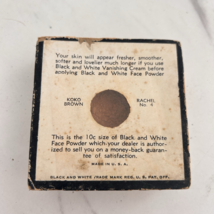 Your skin will appear fresher, smoother,
softer and lovelier much longer if you use
Black and White Vanishing Cream before
applying Black and White Face Powder
KOKO
BROWN
RACHEL
No.
This is the 10c size of Black and White
Face Powder which your dealer is author-
ized to sell you on a money-back guaran-
tee of satisfaction.
MADE IN U. S. A.
BLACK AND WHITE (TRADE MARK REG. U. S. PAT. OFF.